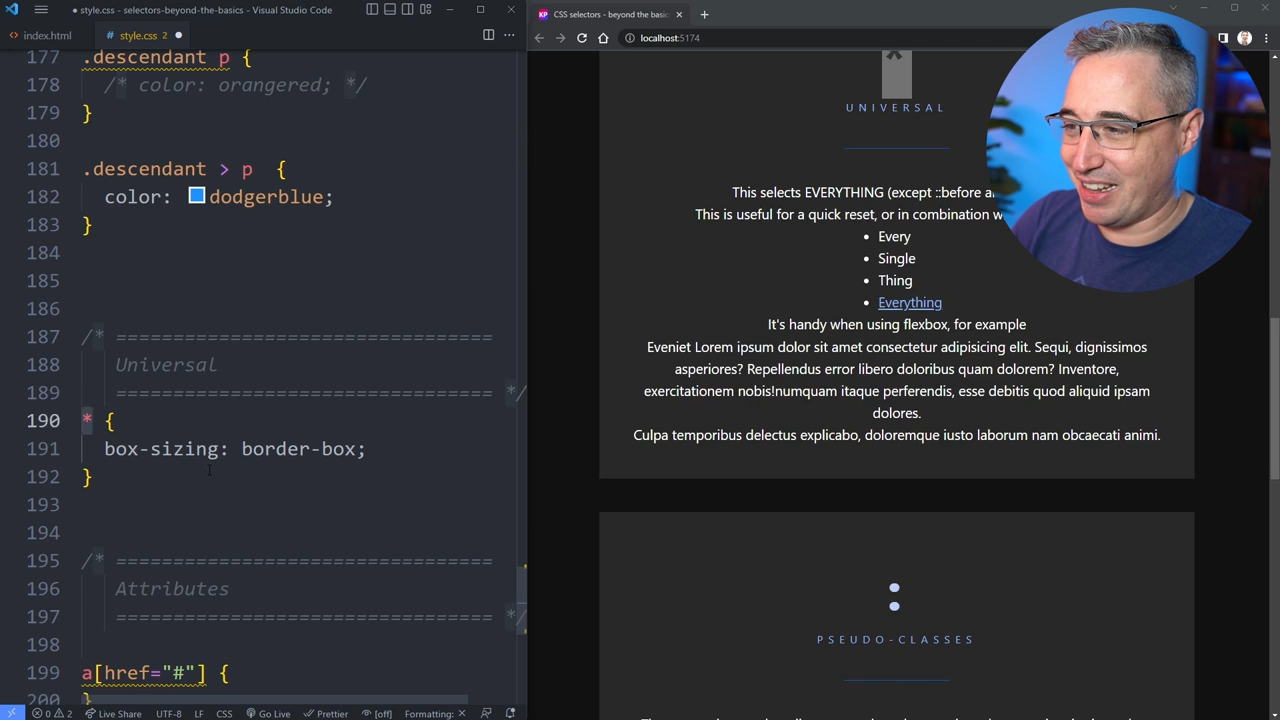 style.css - selectors-beyond-the-basics - Visual Studio Code
index.html
style.css 2
177 .descendant p {
178 /* color: orangered; */
179 }
180
181 .descendant > p {
182 color: dodgerblue;
183 }
184
185
186
187 /* =================================
188 Universal
189 ================================= */
190 * {
191 box-sizing: border-box;
192 }
193
194
195 /* =================================
196 Attributes
197 ================================= */
198
199 a[href="#"] {
200 }
0 2 Live Share UTF-8 LF CSS Go Live Prettier [off] Formatting: ×
KP CSS selectors - beyond the basic
localhost:5174
*
UNIVERSAL
This selects EVERYTHING (except ::before a
This is useful for a quick reset, or in combination w
• Every
• Single
• Thing
• Everything
It's handy when using flexbox, for example
Eveniet Lorem ipsum dolor sit amet consectetur adipisicing elit. Sequi, dignissimos
asperiores? Repellendus error libero doloribus quam dolorem? Inventore,
exercitationem nobis!numquam itaque perferendis, esse debitis quod aliquid ipsam
dolores.
Culpa temporibus delectus explicabo, doloremque iusto laborum nam obcaecati animi.
:
PSEUDO-CLASSES